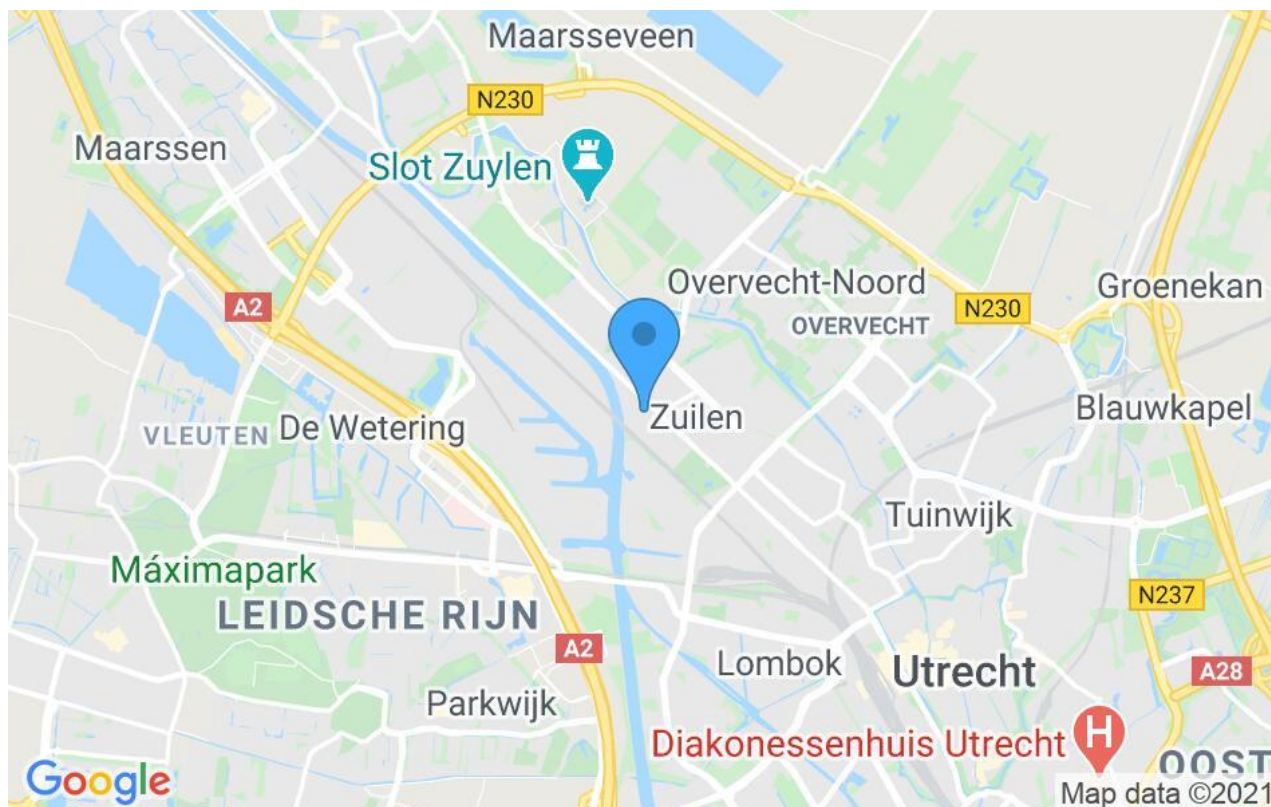 Maarsseveen
N230
Maarssen
Slot Zuylen
Overvecht-Noord
Groenekan
A2
N230
OVERVECHT
Zuilen
Blauwkapel
VLEUTEN
De Wetering
Tuinwijk
Máximapark
N237
LEIDSCHE RIJN
A2
Lombok
Utrecht
A28
Parkwijk
Diakonessenhuis Utrecht
H
OOST
Google
Map data ©2021